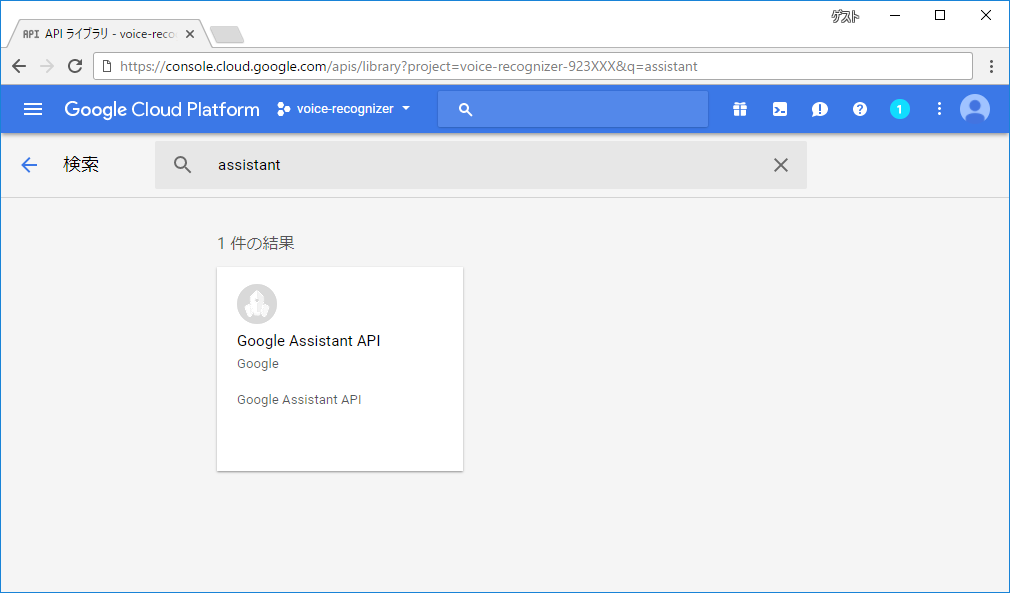 ゲスト
API API ライブラリ - voice-reco
https://console.cloud.google.com/apis/library?project=voice-recognizer-923XXX&q=assistant
Google Cloud Platform voice-recognizer 1
検索 assistant
1 件の結果
Google Assistant API
Google
Google Assistant API